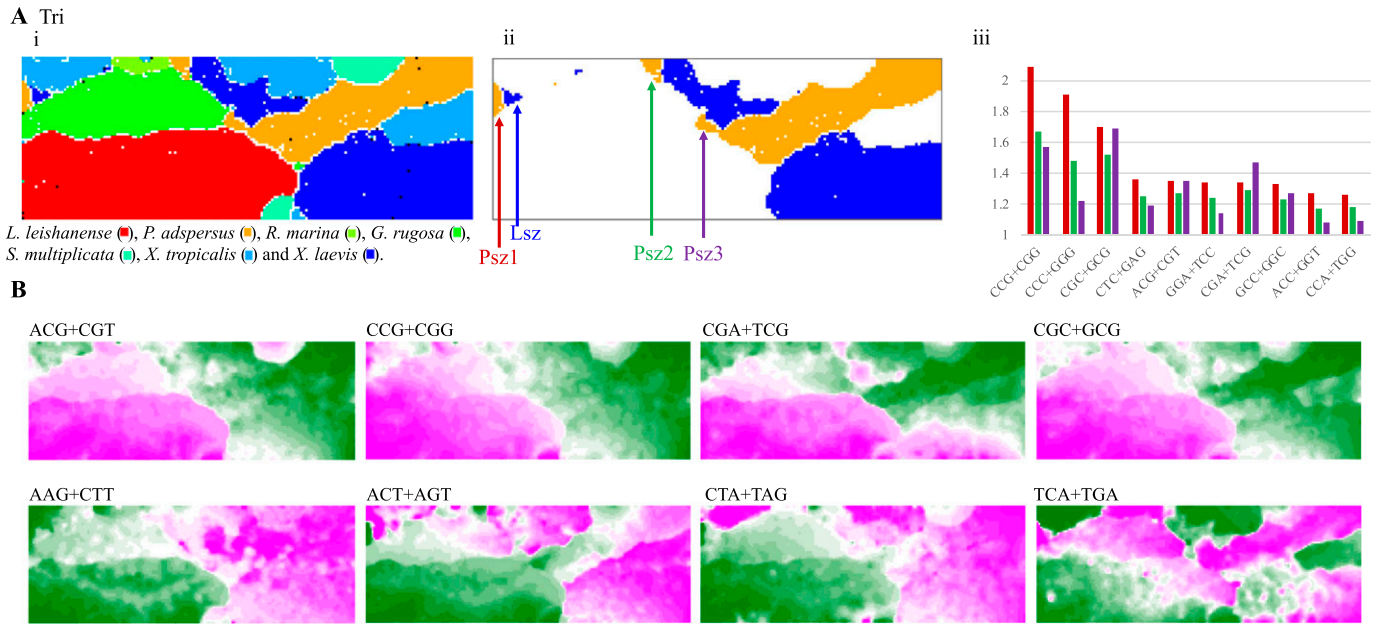 A Tri
i
ii
iii
L. leishanense (■), P. adspersus (■), R. marina (■), G. rugosa (■),
S. multiplicata (■), X. tropicalis (■) and X. laevis (■).
Psz1
Lsz
Psz2
Psz3
2
1.8
1.6
1.4
1.2
1
CCG+CGG
CCC+GGG
CGC+GCG
CTC+GAG
ACG+CGT
GGA+TCC
CGA+TCG
GCC+GGC
ACC+GGT
CCA+TGG
B
ACG+CGT
CCG+CGG
CGA+TCG
CGC+GCG
AAG+CTT
ACT+AGT
CTA+TAG
TCA+TGA